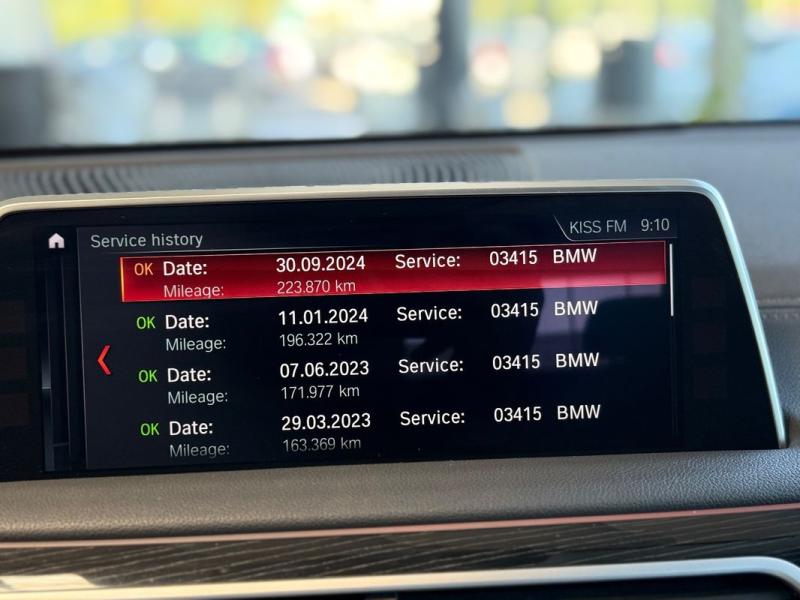 Service history
KISS FM 9:10
OK Date: 30.09.2024 Service: 03415 BMW
Mileage: 223.870 km
OK Date: 11.01.2024 Service: 03415 BMW
Mileage: 196.322 km
OK Date: 07.06.2023 Service: 03415 BMW
Mileage: 171.977 km
OK Date: 29.03.2023 Service: 03415 BMW
Mileage: 163.369 km